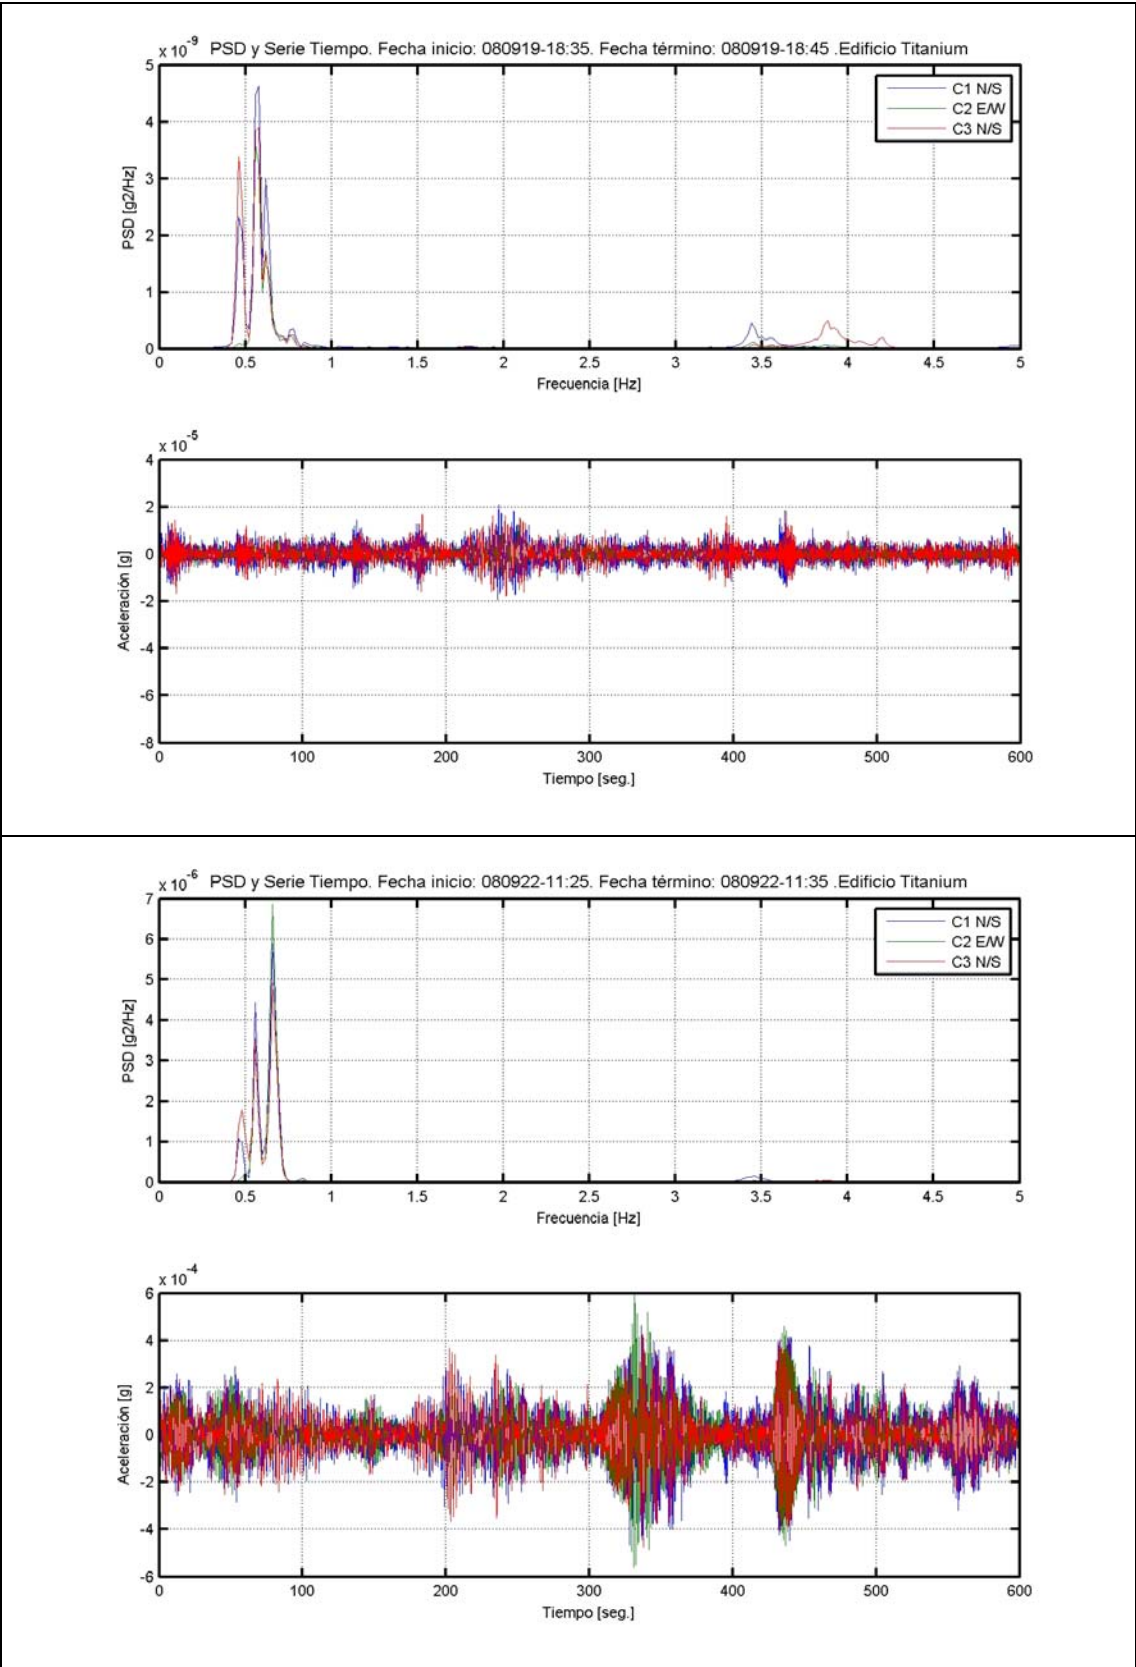 x 10-9 PSD y Serie Tiempo. Fecha inicio: 080919-18:35. Fecha término: 080919-18:45 .Edificio Titanium
5
4
3
2
1
0
PSD [g2/Hz]
C1 N/S
C2 E/W
C3 N/S
0 0.5 1 1.5 2 2.5 3 3.5 4 4.5 5
Frecuencia [Hz]
x 10-5
4
2
0
-2
-4
-6
-8
Aceleración [g]
0 100 200 300 400 500 600
Tiempo [seg.]
x 10-6 PSD y Serie Tiempo. Fecha inicio: 080922-11:25. Fecha término: 080922-11:35 .Edificio Titanium
7
6
5
4
3
2
1
0
PSD [g2/Hz]
C1 N/S
C2 E/W
C3 N/S
0 0.5 1 1.5 2 2.5 3 3.5 4 4.5 5
Frecuencia [Hz]
x 10-4
6
4
2
0
-2
-4
-6
Aceleración [g]
0 100 200 300 400 500 600
Tiempo [seg.]